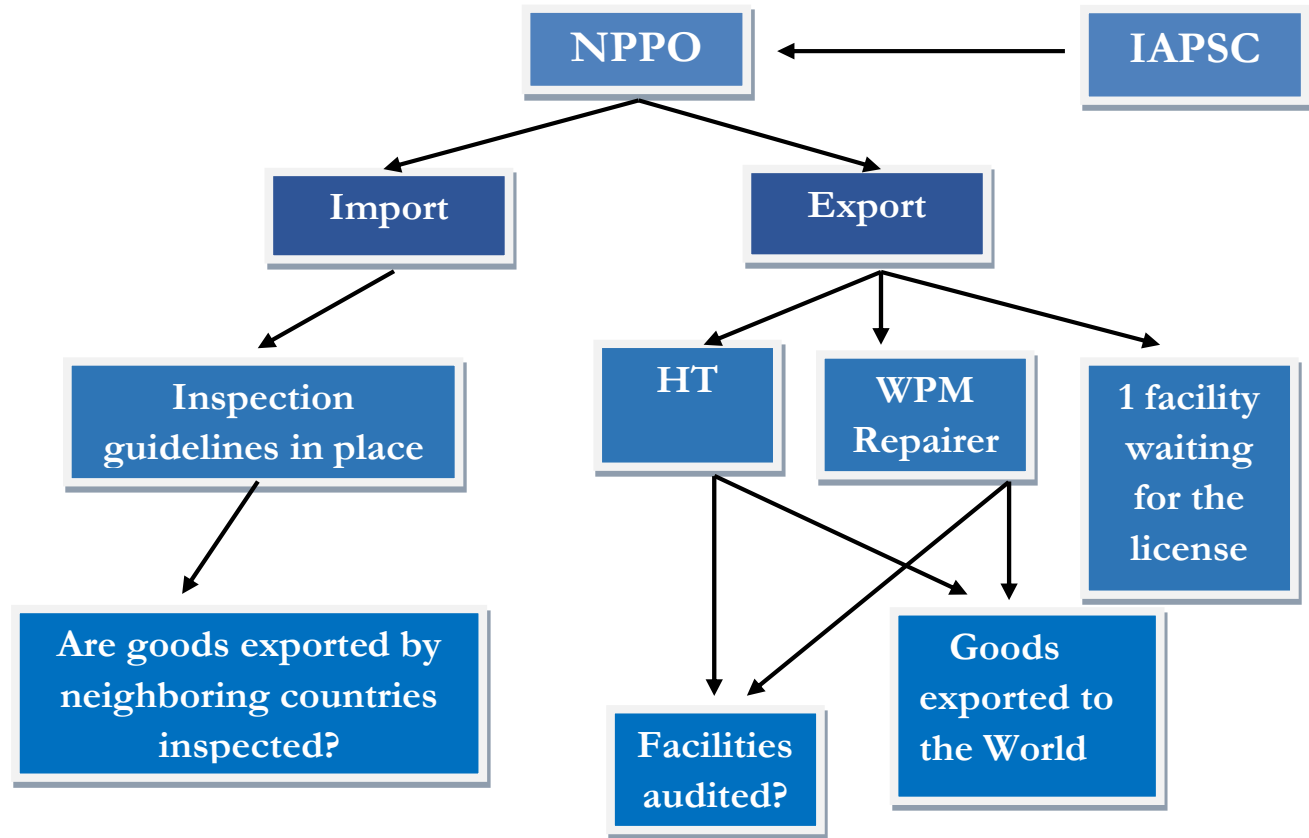 NPPO
IAPSC
Import
Export
HT
WPM
Repairer
1 facility
waiting
for the
license
Inspection
guidelines in place
Are goods exported by
neighboring countries
inspected?
Facilities
audited?
Goods
exported to
the World